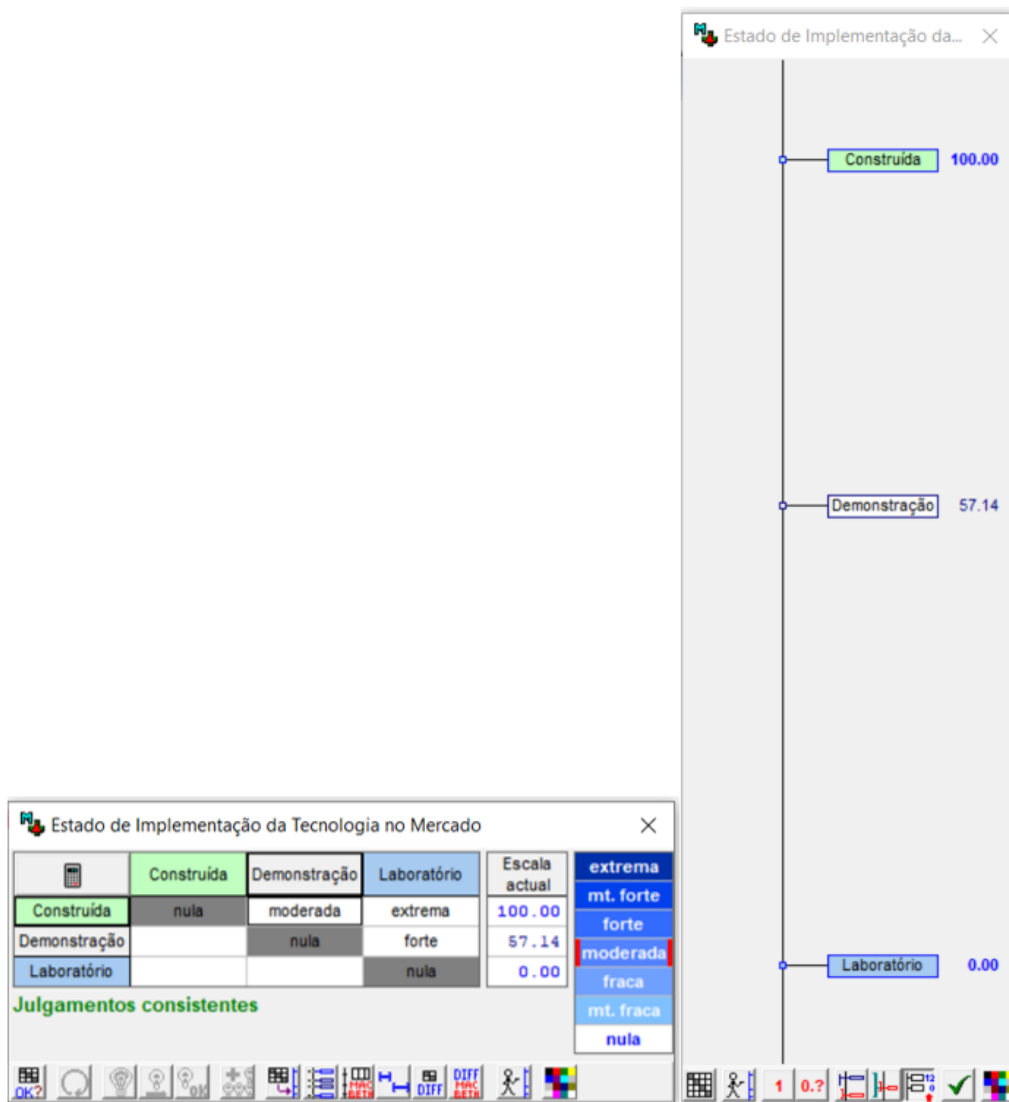 Estado de Implementação da...
Construída 100.00
Demonstração 57.14
Laboratório 0.00
1 0.? 12 0
Estado de Implementação da Tecnologia no Mercado
Construída Demonstração Laboratório Escala actual
Construída nula moderada extrema 100.00
Demonstração nula forte 57.14
Laboratório nula 0.00
extrema
mt. forte
forte
moderada
fraca
mt. fraca
nula
Julgamentos consistentes
OK? OK MAC BETH DIFF DIFF MAC BETH